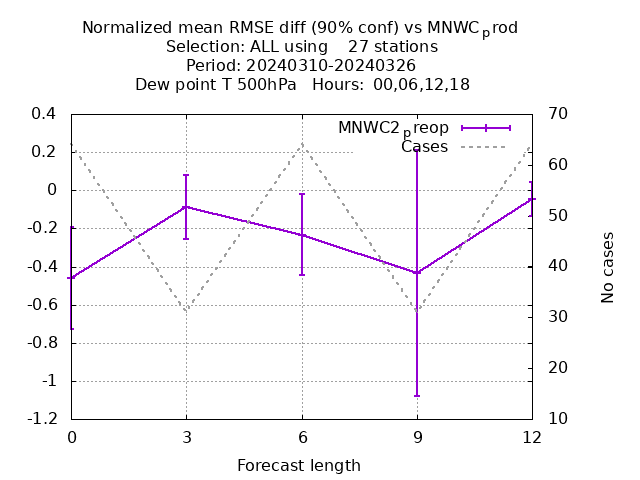 Normalized mean RMSE diff (90% conf) vs MNWC_prod
Selection: ALL using    27 stations
Period: 20240310-20240326
Dew point T 500hPa   Hours: 00,06,12,18
MNWC2_preop
Cases
0.4
0.2
0
-0.2
-0.4
-0.6
-0.8
-1
-1.2
70
60
50
40
30
20
10
No cases
0 3 6 9 12
Forecast length